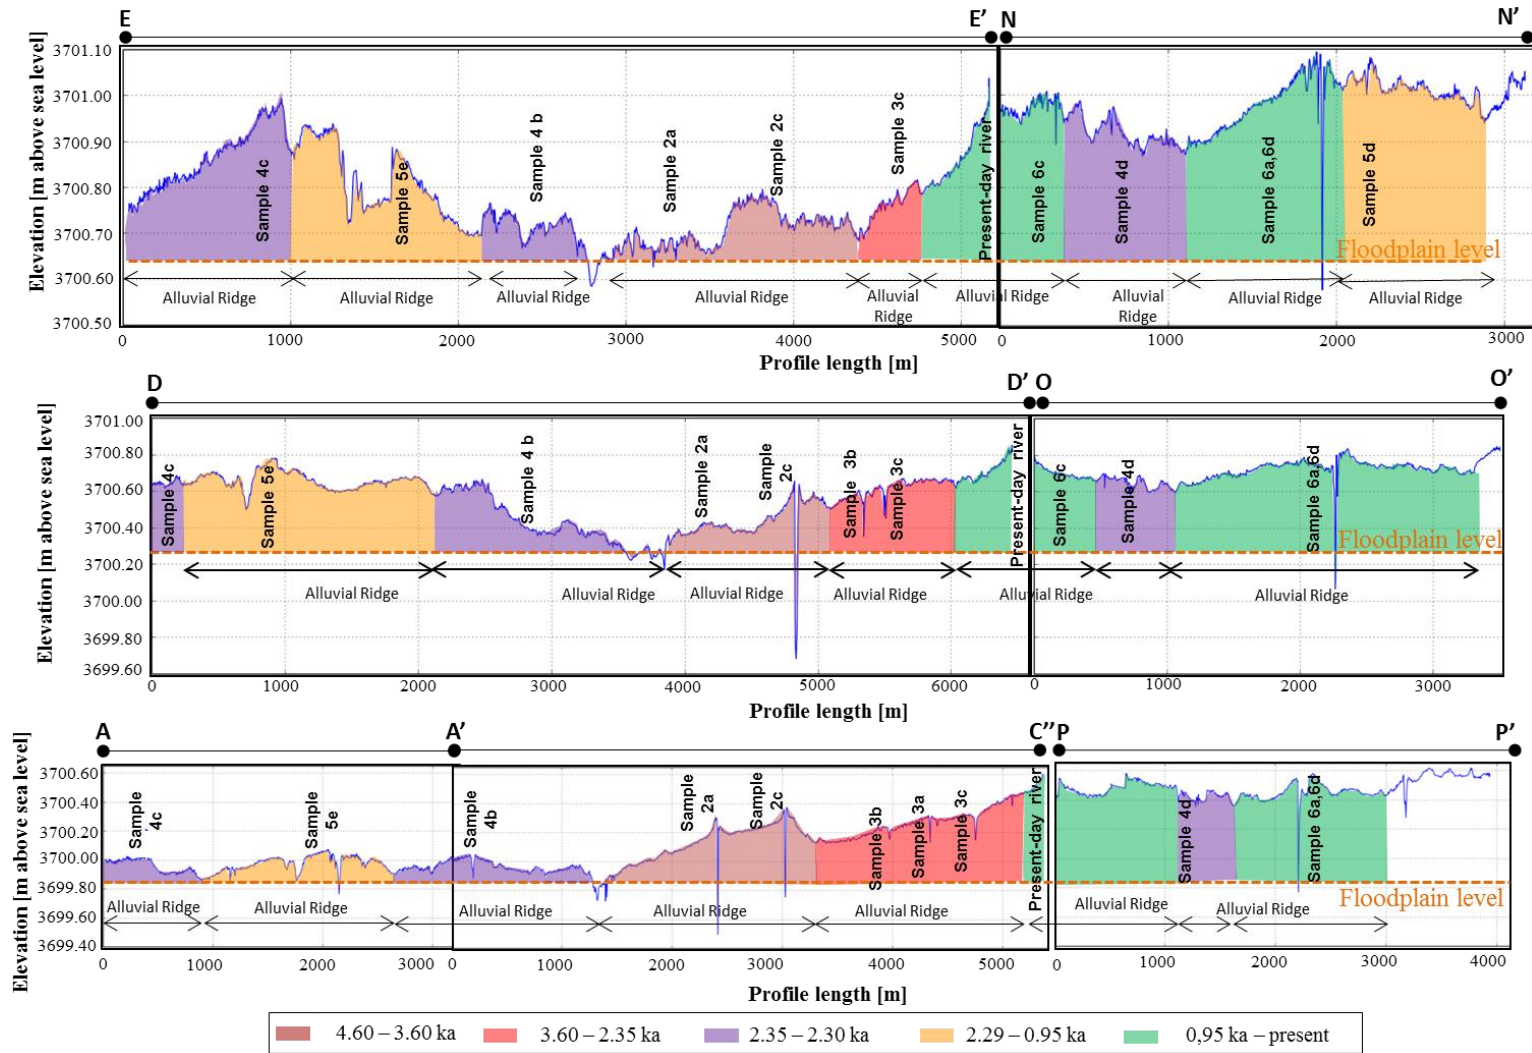 E E’ N N’
Elevation [m above sea level]
3701.10
3701.00
3700.90
3700.80
3700.70
3700.60
3700.50
Sample 4c
Sample 5e
Sample 4 b
Sample 2a
Sample 2c
Sample 3c
Present-day river
Sample 6c
Sample 4d
Sample 6a,6d
Sample 5d
Floodplain level
Alluvial Ridge
Alluvial Ridge
Alluvial Ridge
Alluvial Ridge
Alluvial
Ridge
Alluvial Ridge
Alluvial
Ridge
Alluvial Ridge
Alluvial Ridge
0 1000 2000 3000 4000 5000 0 1000 2000 3000
Profile length [m]
D D’ O O’
Elevation [m above sea level]
3701.00
3700.80
3700.60
3700.40
3700.20
3700.00
3699.80
3699.60
Sample 4c
Sample 5e
Sample 4 b
Sample 2a
Sample
2c
Sample 3b
Sample 3c
Present-day river
Sample 6c
Sample 4d
Sample 6a,6d
Floodplain level
Alluvial Ridge
Alluvial Ridge
Alluvial Ridge
Alluvial Ridge
Alluvial Ridge
Alluvial Ridge
0 1000 2000 3000 4000 5000 6000 0 1000 2000 3000
Profile length [m]
A A’ C’’ P P’
Elevation [m above sea level]
3700.60
3700.40
3700.20
3700.00
3699.80
3699.60
3699.40
Sample
4c
Sample
5e
Sample
4b
Sample
2a
Sample
2c
Sample 3b
Sample 3a
Sample 3c
Present-day river
Sample 4d
Sample 6a,6d
Floodplain level
Alluvial Ridge
Alluvial Ridge
Alluvial Ridge
Alluvial Ridge
Alluvial Ridge
Alluvial Ridge
Alluvial Ridge
0 1000 2000 3000 0 1000 2000 3000 4000 5000 0 1000 2000 3000 4000
Profile length [m]
4.60 – 3.60 ka
3.60 – 2.35 ka
2.35 – 2.30 ka
2.29 – 0.95 ka
0,95 ka – present